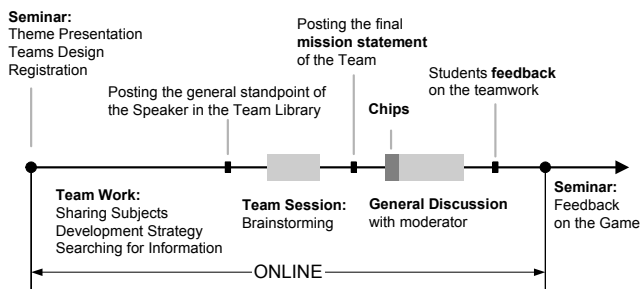 Seminar:
Theme Presentation
Teams Design
Registration
Posting the general standpoint of
the Speaker in the Team Library
Posting the final
mission statement
of the Team
Chips
Students feedback
on the teamwork
Team Work:
Sharing Subjects
Development Strategy
Searching for Information
Team Session:
Brainstorming
General Discussion
with moderator
Seminar:
Feedback
on the Game
ONLINE